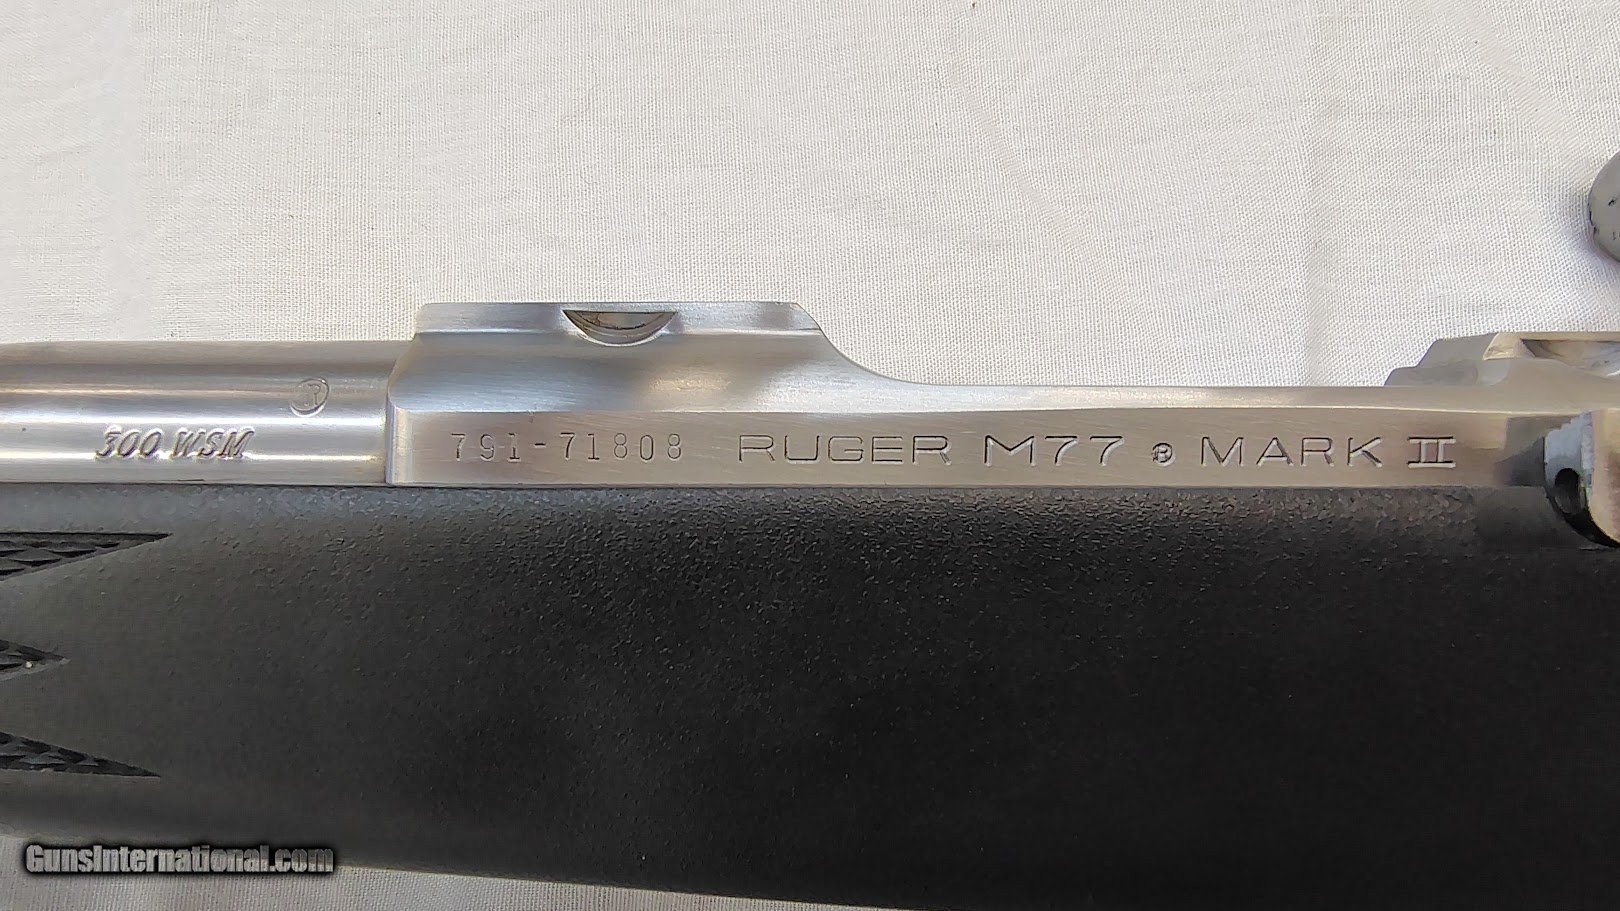 300 WSM
791-71808 RUGER M77 ® MARK II
GunsInternational.com